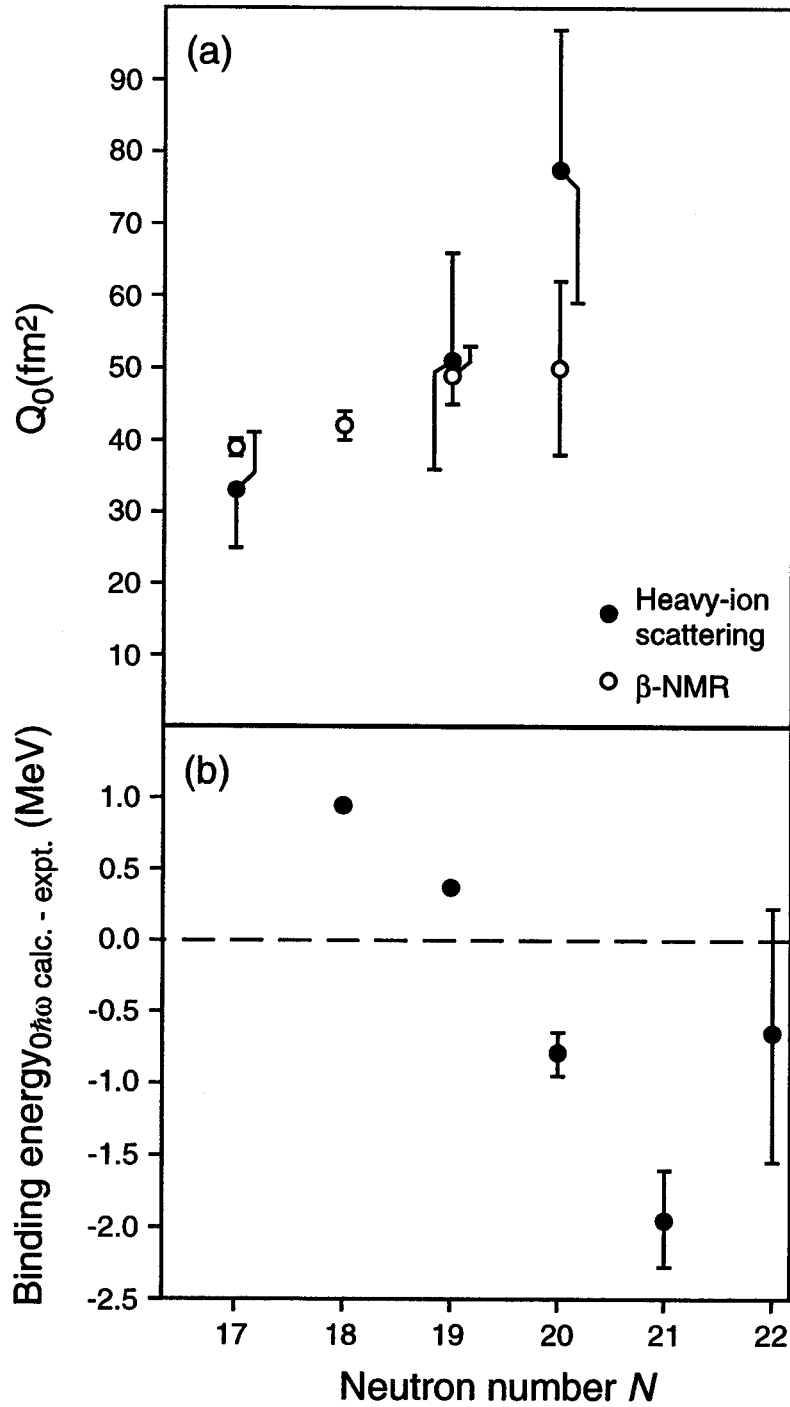 (a)
90
80
70
60
50
40
30
20
10
Q₀(fm²)
Heavy-ion
scattering
β-NMR
(b)
1.0
0.5
0.0
-0.5
-1.0
-1.5
-2.0
-2.5
Binding energy₀ℏω calc. - expt. (MeV)
17 18 19 20 21 22
Neutron number N